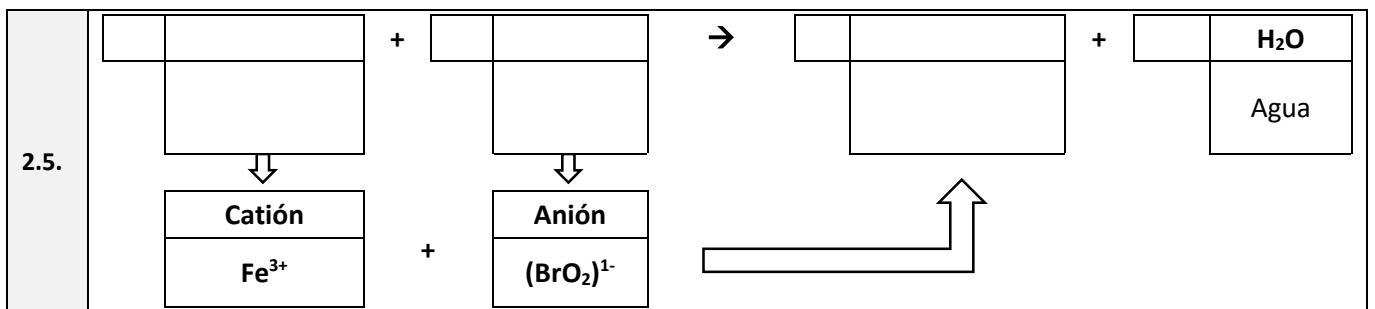 + → + H₂O
Agua
2.5.
Catión Anión
+
Fe³⁺ (BrO₂)¹⁻